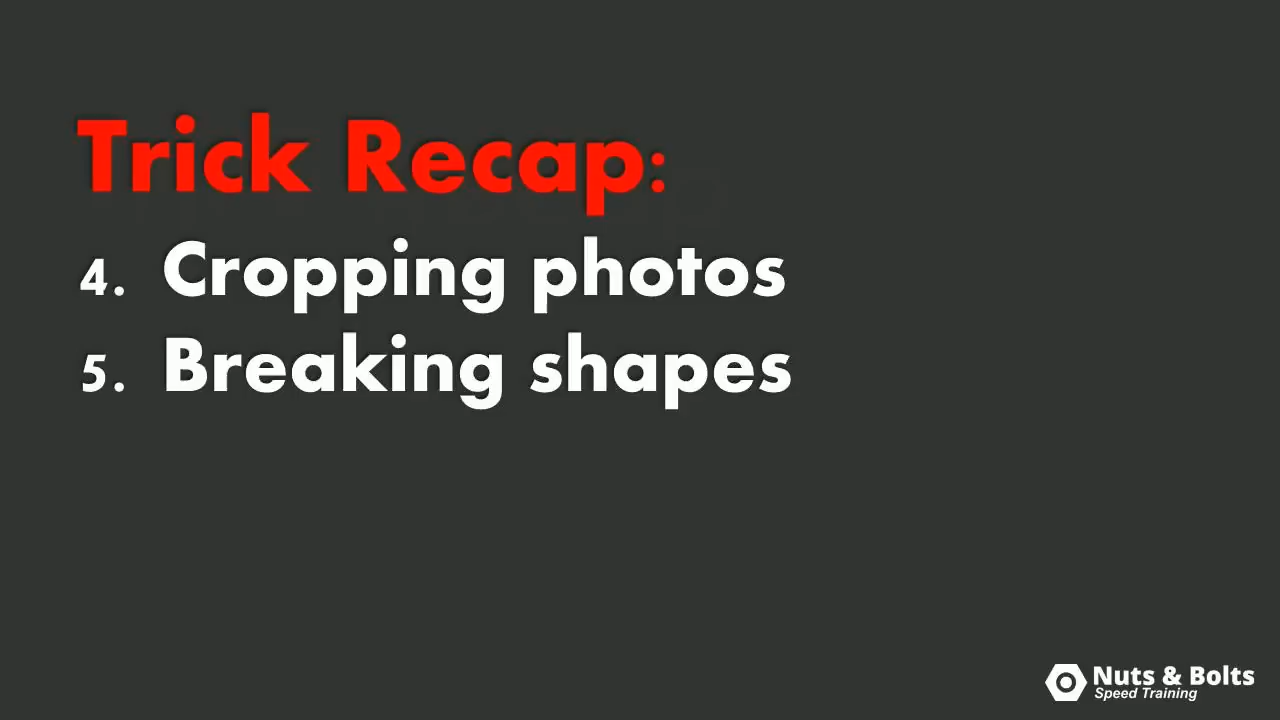 Trick Recap:
4. Cropping photos
5. Breaking shapes
Nuts & Bolts
Speed Training